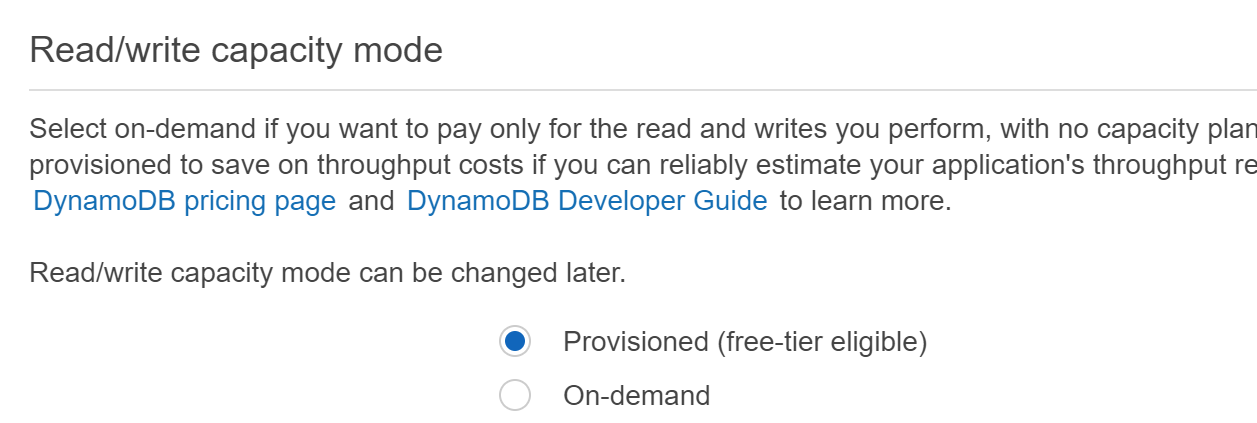 Read/write capacity mode
Select on-demand if you want to pay only for the read and writes you perform, with no capacity plan
provisioned to save on throughput costs if you can reliably estimate your application's throughput re
DynamoDB pricing page and DynamoDB Developer Guide to learn more.
Read/write capacity mode can be changed later.
Provisioned (free-tier eligible)
On-demand